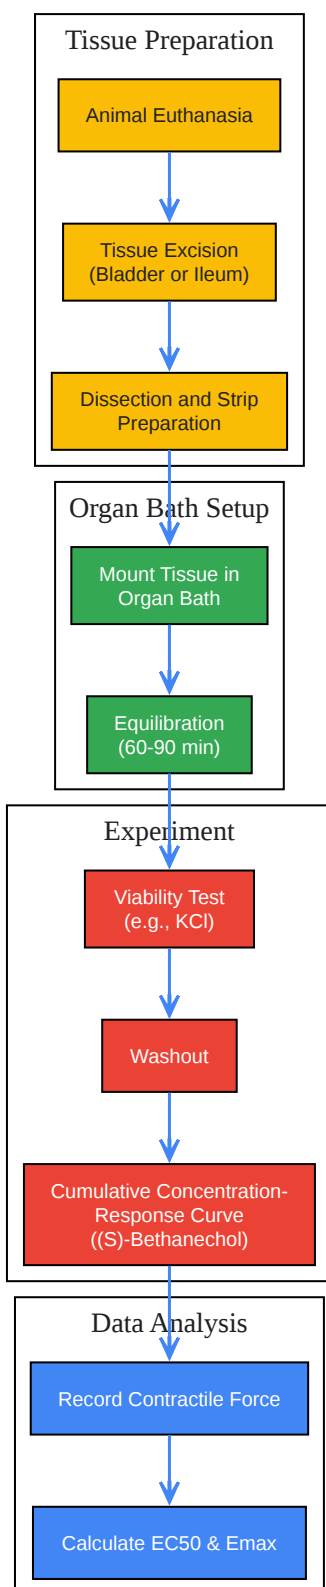 Tissue Preparation
Animal Euthanasia
Tissue Excision
(Bladder or Ileum)
Dissection and Strip
Preparation
Organ Bath Setup
Mount Tissue in
Organ Bath
Equilibration
(60-90 min)
Experiment
Viability Test
(e.g., KCl)
Washout
Cumulative Concentration-
Response Curve
((S)-Bethanechol)
Data Analysis
Record Contractile Force
Calculate EC50 & Emax